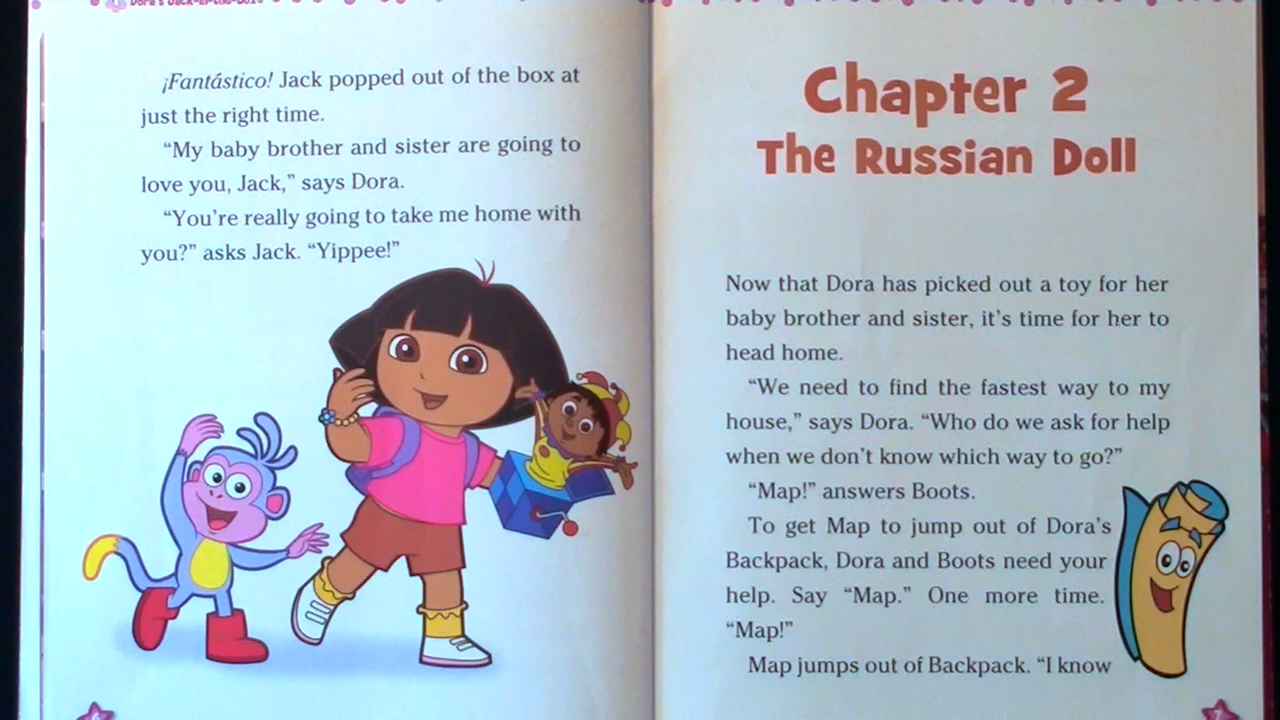 Dora's Jack-in-the-Box
¡Fantástico! Jack popped out of the box at
just the right time.
“My baby brother and sister are going to
love you, Jack,” says Dora.
“You’re really going to take me home with
you?” asks Jack. “Yippee!”
Chapter 2
The Russian Doll
Now that Dora has picked out a toy for her
baby brother and sister, it’s time for her to
head home.
“We need to find the fastest way to my
house,” says Dora. “Who do we ask for help
when we don’t know which way to go?”
“Map!” answers Boots.
To get Map to jump out of Dora’s
Backpack, Dora and Boots need your
help. Say “Map.” One more time.
“Map!”
Map jumps out of Backpack. “I know